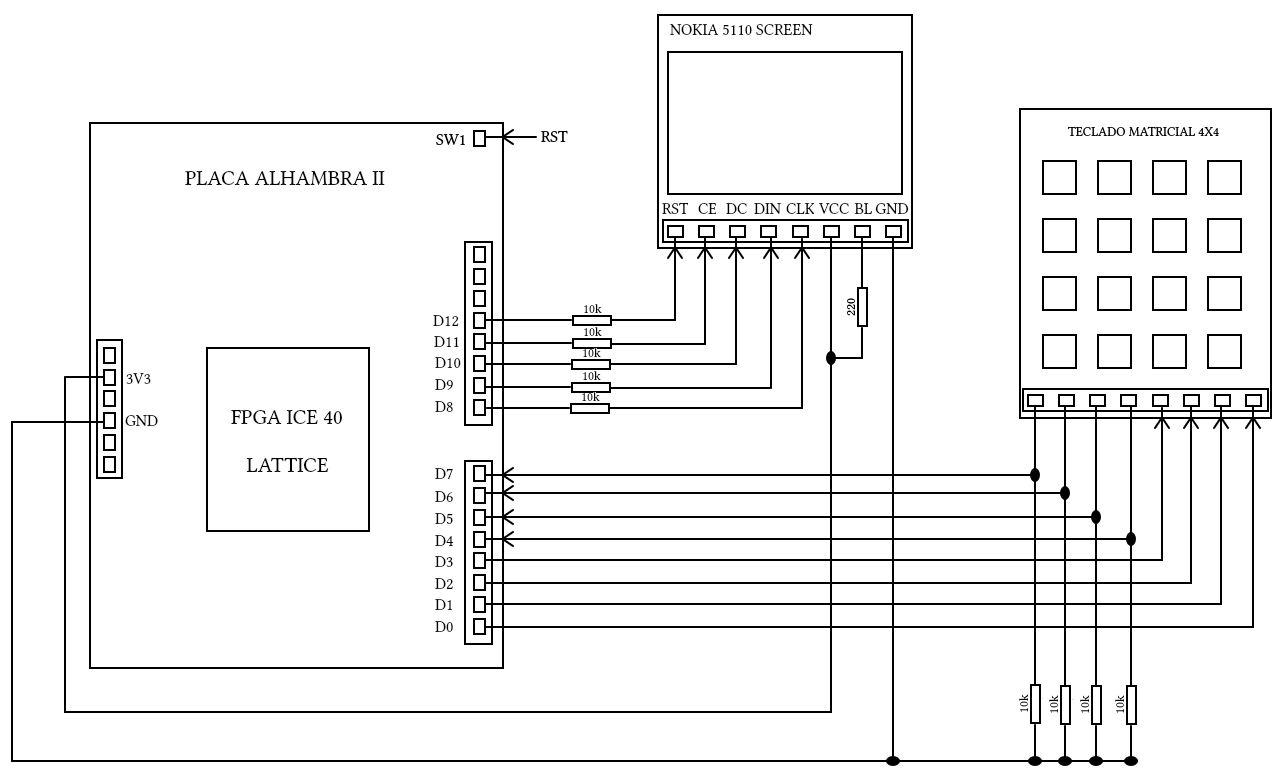 NOKIA 5110 SCREEN
TECLADO MATRICIAL 4X4
SW1
RST
PLACA ALHAMBRA II
RST CE DC DIN CLK VCC BL GND
220
D12
10k
D11
10k
D10
10k
D9
10k
D8
10k
3V3
GND
FPGA ICE 40
LATTICE
D7
D6
D5
D4
D3
D2
D1
D0
10k
10k
10k
10k